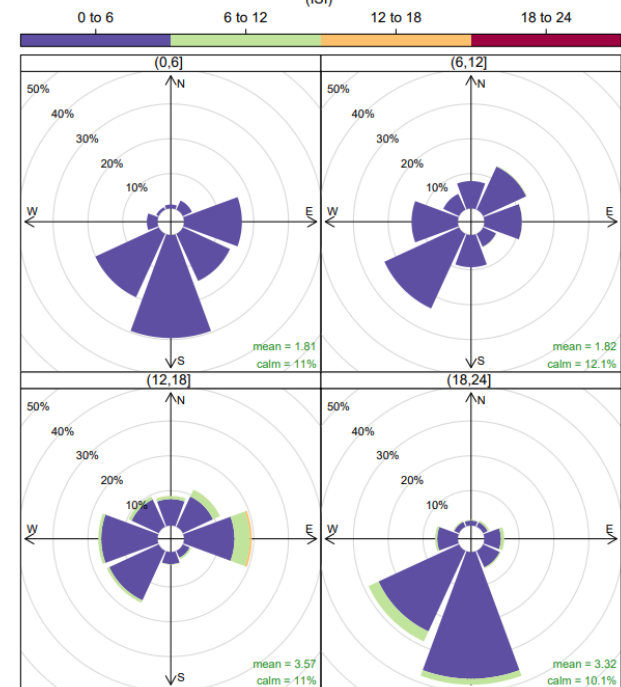 (ISI)
0 to 6 6 to 12 12 to 18 18 to 24
(0,6] (6,12]
50% N 50% N
40% 40%
30% 30%
20% 20%
10% 10%
W E W E
mean = 1.81 mean = 1.82
S calm = 11% S calm = 12.1%
(12,18] (18,24]
50% N 50% N
40% 40%
30% 30%
20% 20%
10% 10%
W E W E
mean = 3.57 mean = 3.32
S calm = 11% calm = 10.1%